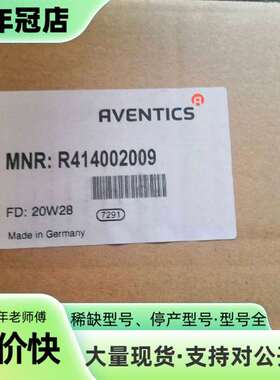 年冠店
AVENTICS
MNR: R414002009
FD: 20W28
7291
Made in Germany
年老师傅
价快
稀缺型号、停产型号·型号全
大量现货·支持对公